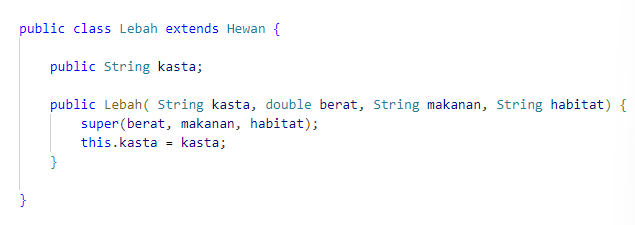 public class Lebah extends Hewan {
public String kasta;
public Lebah( String kasta, double berat, String makanan, String habitat) {
super(berat, makanan, habitat);
this.kasta = kasta;
}
}